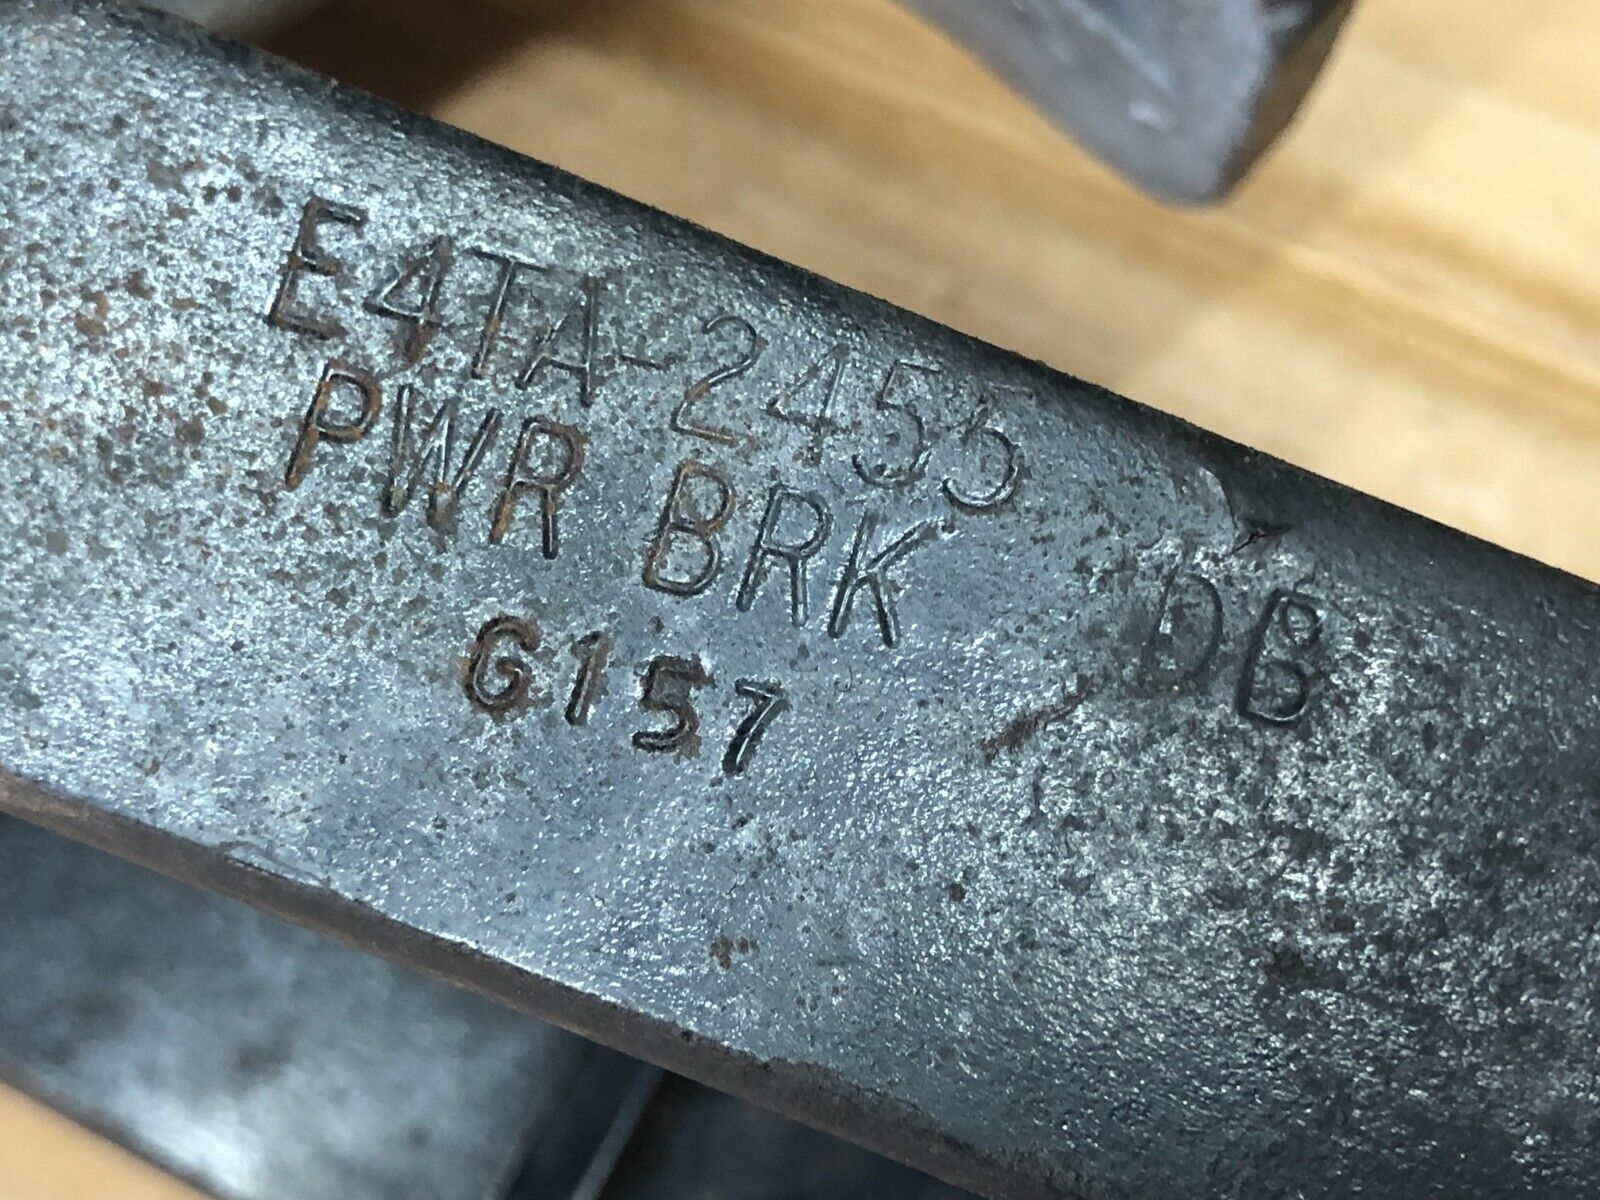 E4TA-2455 DB
PWR BRK
G157